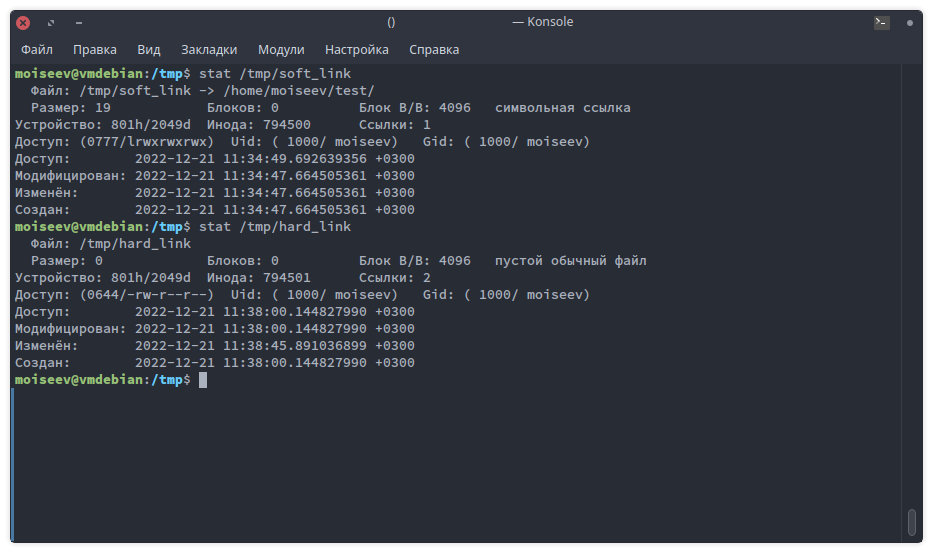 () — Konsole
Файл Правка Вид Закладки Модули Настройка Справка
moiseev@vmdebian:/tmp$ stat /tmp/soft_link
  Файл: /tmp/soft_link -> /home/moiseev/test/
  Размер: 19            Блоков: 0          Блок В/В: 4096   символьная ссылка
Устройство: 801h/2049d  Инода: 794500      Ссылки: 1
Доступ: (0777/lrwxrwxrwx)  Uid: ( 1000/ moiseev)   Gid: ( 1000/ moiseev)
Доступ:        2022-12-21 11:34:49.692639356 +0300
Модифицирован: 2022-12-21 11:34:47.664505361 +0300
Изменён:       2022-12-21 11:34:47.664505361 +0300
Создан:        2022-12-21 11:34:47.664505361 +0300
moiseev@vmdebian:/tmp$ stat /tmp/hard_link
  Файл: /tmp/hard_link
  Размер: 0             Блоков: 0          Блок В/В: 4096   пустой обычный файл
Устройство: 801h/2049d  Инода: 794501      Ссылки: 2
Доступ: (0644/-rw-r--r--)  Uid: ( 1000/ moiseev)   Gid: ( 1000/ moiseev)
Доступ:        2022-12-21 11:38:00.144827990 +0300
Модифицирован: 2022-12-21 11:38:00.144827990 +0300
Изменён:       2022-12-21 11:38:45.891036899 +0300
Создан:        2022-12-21 11:38:00.144827990 +0300
moiseev@vmdebian:/tmp$